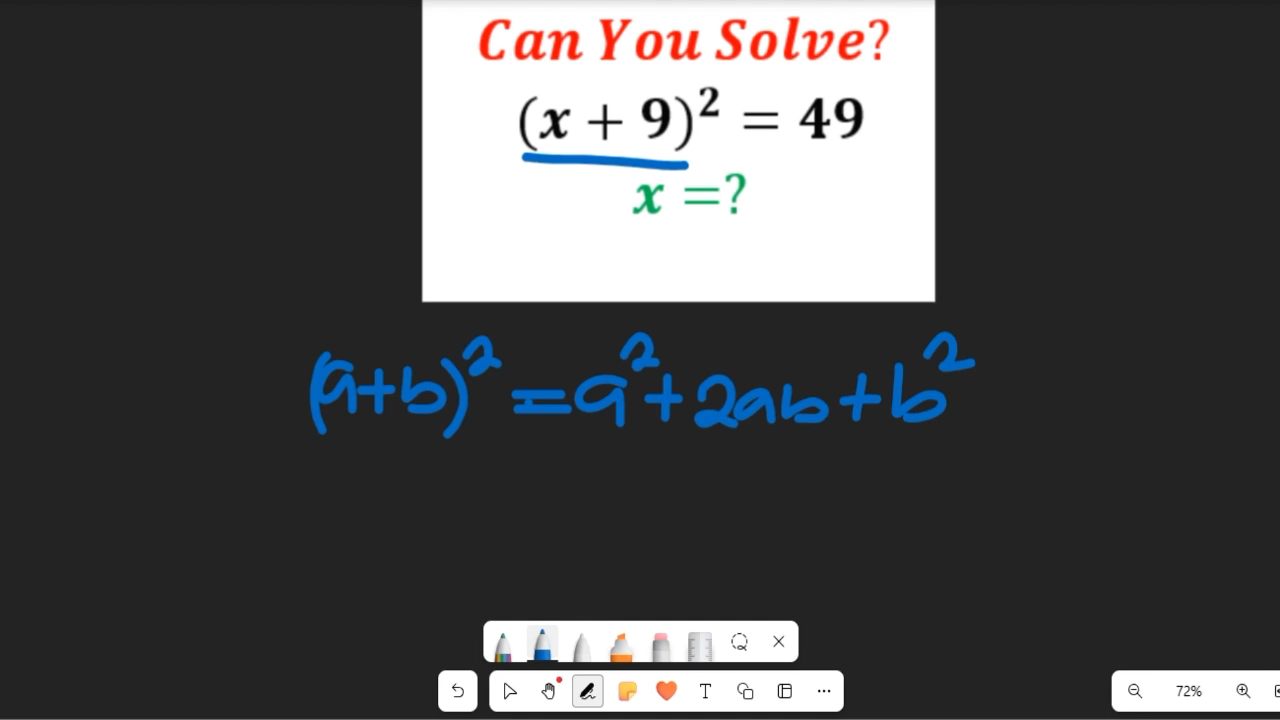 Can You Solve?
(x + 9)² = 49
x =?
(a+b)² = a² + 2ab + b²
T
72%